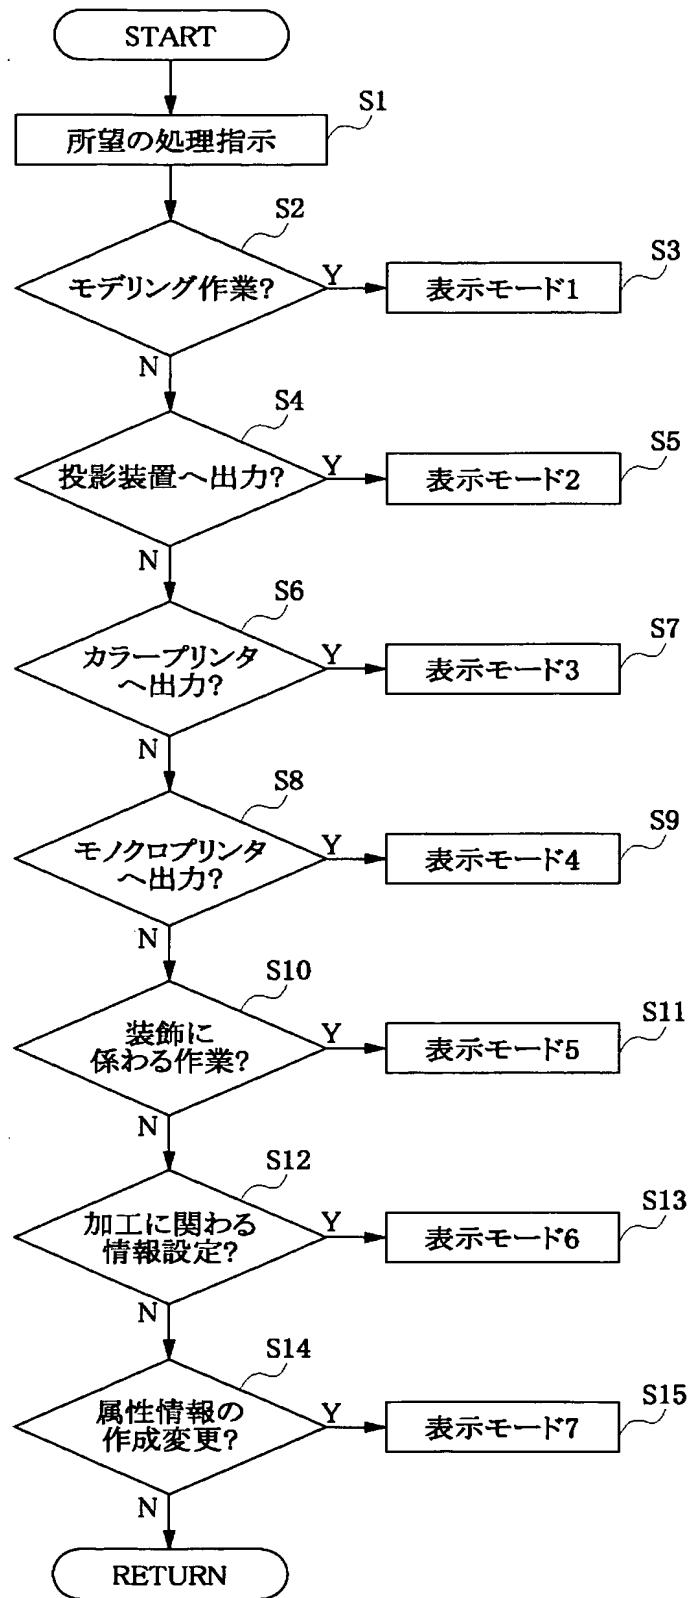 START
S1
所望の処理指示
S2
モデリング作業?
Y
S3
表示モード1
N
S4
投影装置へ出力?
Y
S5
表示モード2
N
S6
カラープリンタ
へ出力?
Y
S7
表示モード3
N
S8
モノクロプリンタ
へ出力?
Y
S9
表示モード4
N
S10
装飾に
係わる作業?
Y
S11
表示モード5
N
S12
加工に関わる
情報設定?
Y
S13
表示モード6
N
S14
属性情報の
作成変更?
Y
S15
表示モード7
N
RETURN